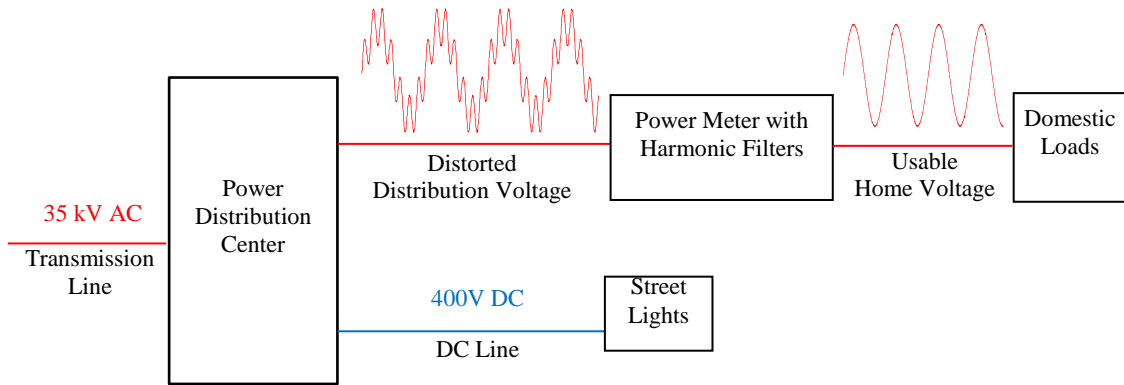 35 kV AC
Transmission
Line
Power
Distribution
Center
Distorted
Distribution Voltage
Power Meter with
Harmonic Filters
Usable
Home Voltage
Domestic
Loads
400V DC
DC Line
Street
Lights